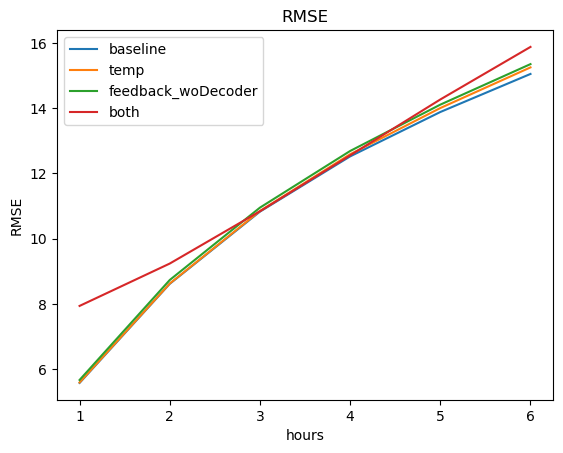 RMSE
baseline
temp
feedback_woDecoder
both
RMSE
16
14
12
10
8
6
1 2 3 4 5 6
hours